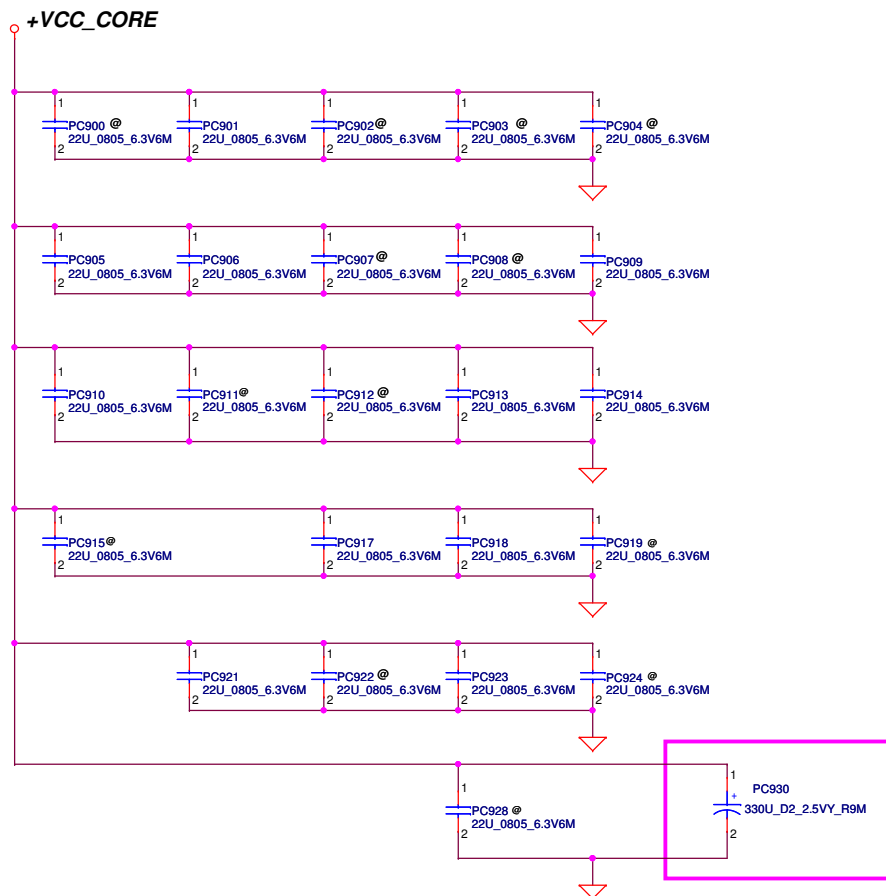 +VCC_CORE
1 1 1 1 1
PC900 @ PC901 PC902 @ PC903 @ PC904 @
22U_0805_6.3V6M 22U_0805_6.3V6M 22U_0805_6.3V6M 22U_0805_6.3V6M 22U_0805_6.3V6M
2 2 2 2 2
1 1 1 1 1
PC905 PC906 PC907 @ PC908 @ PC909
22U_0805_6.3V6M 22U_0805_6.3V6M 22U_0805_6.3V6M 22U_0805_6.3V6M 22U_0805_6.3V6M
2 2 2 2 2
1 1 1 1 1
PC910 PC911 @ PC912 @ PC913 PC914
22U_0805_6.3V6M 22U_0805_6.3V6M 22U_0805_6.3V6M 22U_0805_6.3V6M 22U_0805_6.3V6M
2 2 2 2 2
1 1 1 1
PC915 @ PC917 PC918 PC919 @
22U_0805_6.3V6M 22U_0805_6.3V6M 22U_0805_6.3V6M 22U_0805_6.3V6M
2 2 2 2
1 1 1 1
PC921 PC922 @ PC923 PC924 @
22U_0805_6.3V6M 22U_0805_6.3V6M 22U_0805_6.3V6M 22U_0805_6.3V6M
2 2 2 2
1 1
+ PC930
PC928 @ 330U_D2_2.5VY_R9M
22U_0805_6.3V6M
2 2